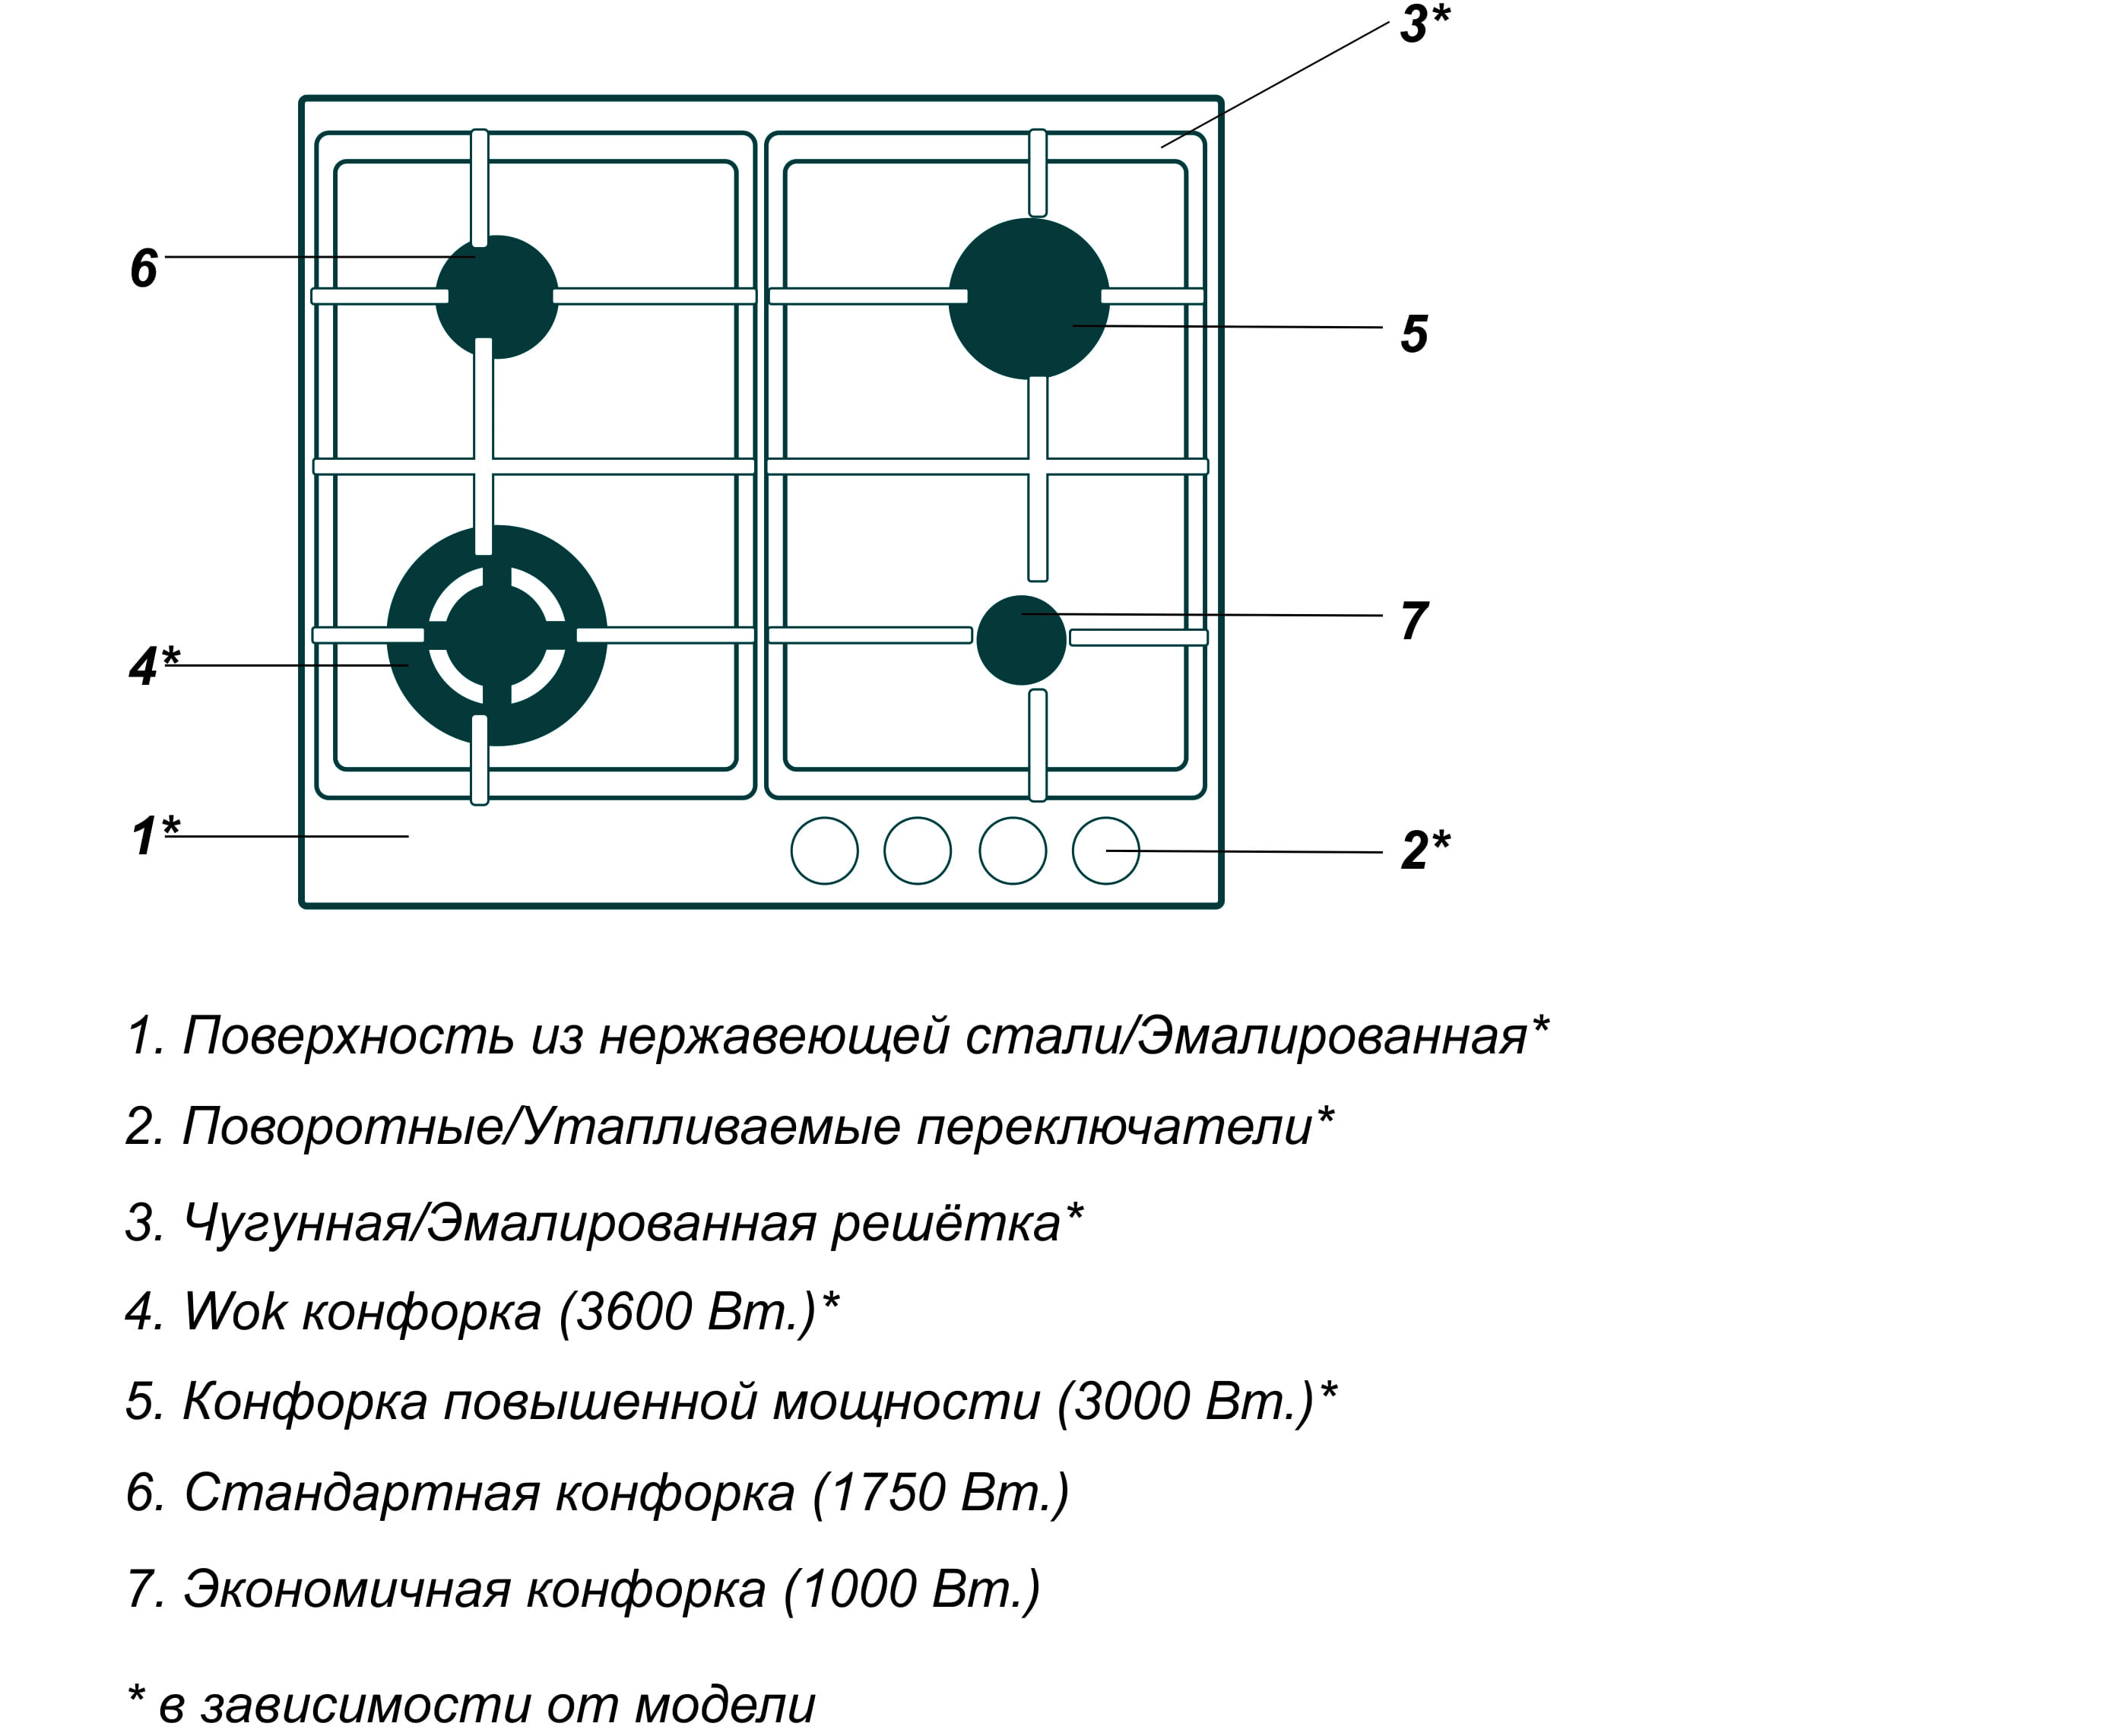 3*
6
5
7
4*
1*
2*
1. Поверхность из нержавеющей стали/Эмалированная*
2. Поворотные/Утапливаемые переключатели*
3. Чугунная/Эмалированная решётка*
4. Wok конфорка (3600 Вт.)*
5. Конфорка повышенной мощности (3000 Вт.)*
6. Стандартная конфорка (1750 Вт.)
7. Экономичная конфорка (1000 Вт.)
* в зависимости от модели